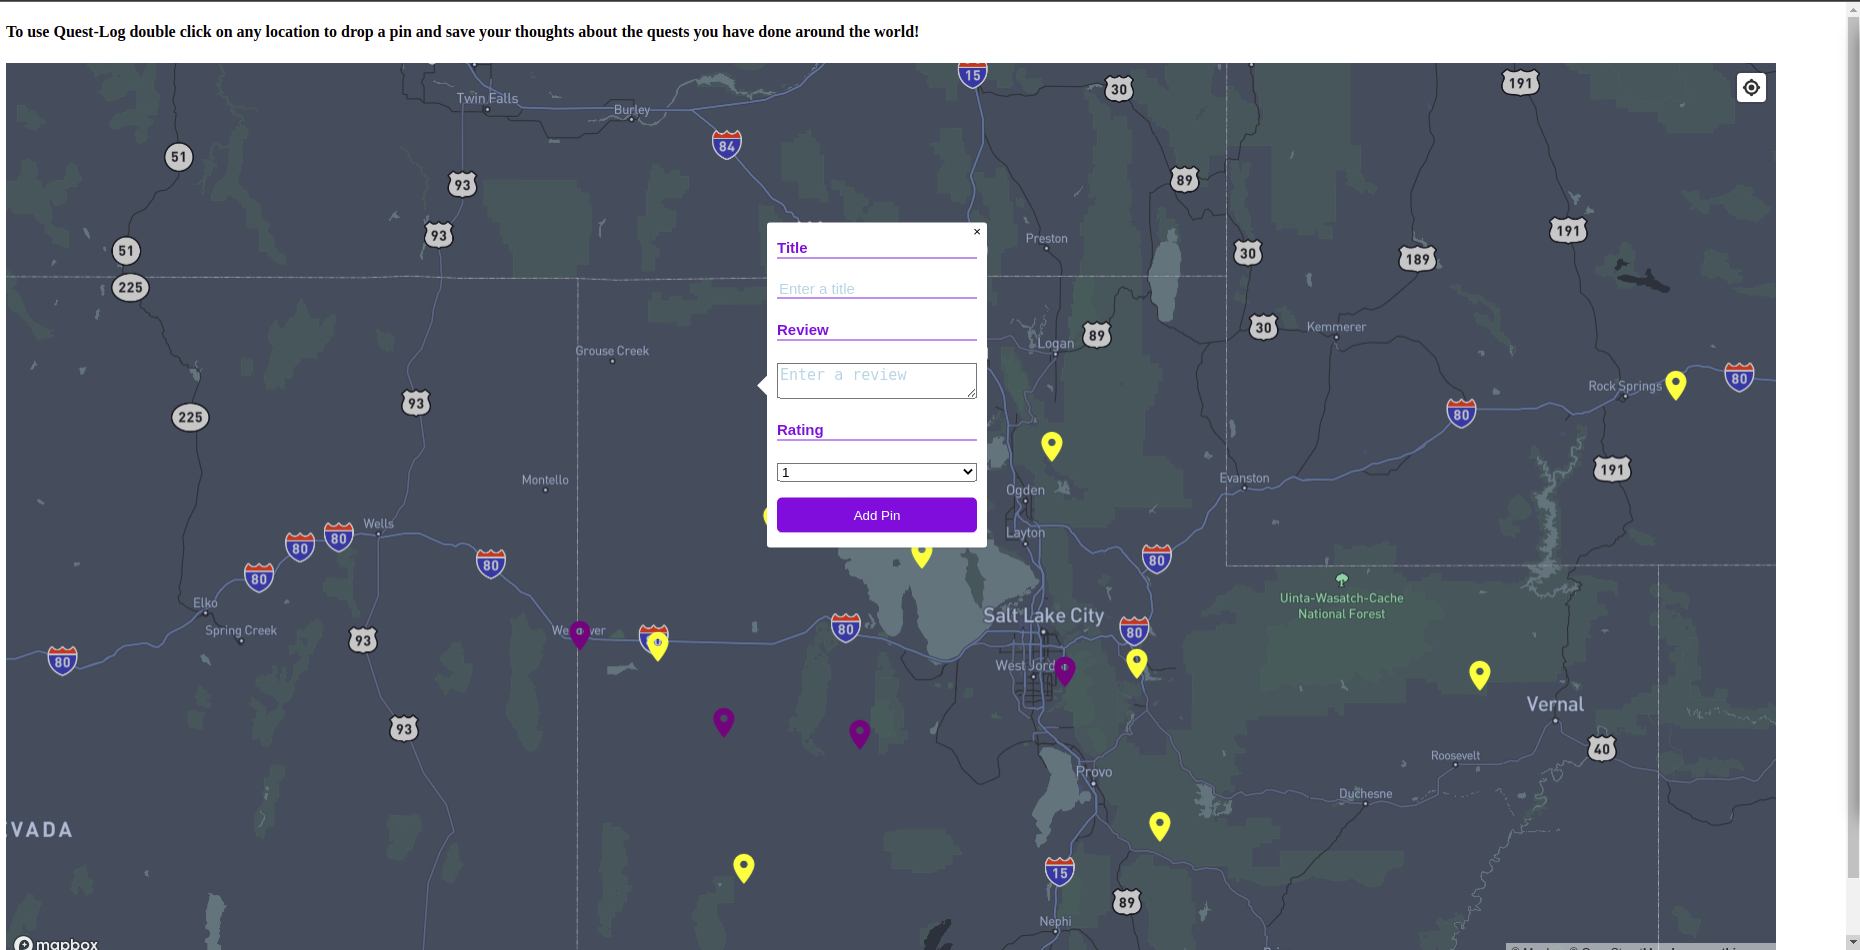 To use Quest-Log double click on any location to drop a pin and save your thoughts about the quests you have done around the world!
15
30
191
Twin Falls
Burley
84
51
93
89
93
191
Preston
51
30
189
225
×
Title
Enter a title
Review
Enter a review
Rating
1
Add Pin
30
Kemmerer
89
Logan
Grouse Creek
80
Rock Springs
93
80
225
191
Montello
Evanston
Ogden
Wells
Layton
80
80
80
80
80
Uinta-Wasatch-Cache
National Forest
Elko
Salt Lake City
Spring Creek
80
80
93
80
West Jord
Vernal
93
40
Roosevelt
Provo
Duchesne
VADA
15
89
Nephi
mapbox